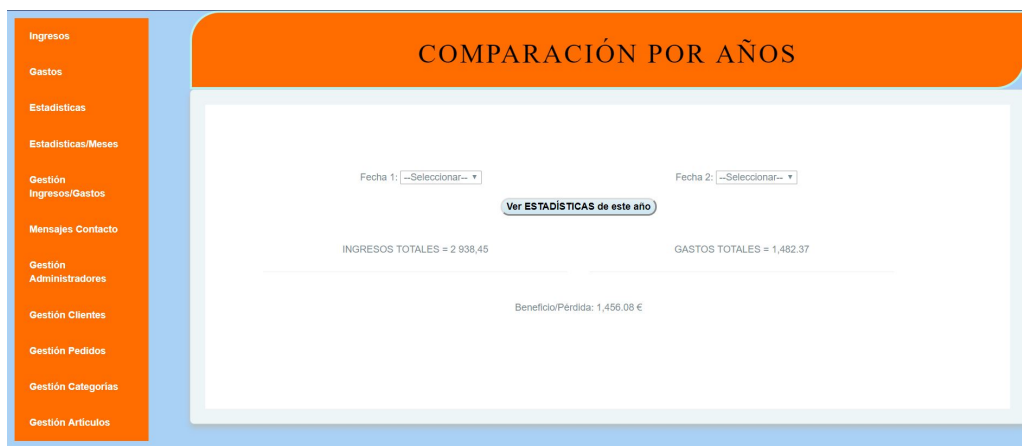 Ingresos
Gastos
Estadisticas
Estadisticas/Meses
Gestión
Ingresos/Gastos
Mensajes Contacto
Gestión
Administradores
Gestión Clientes
Gestión Pedidos
Gestión Categorias
Gestión Artículos
COMPARACIÓN POR AÑOS
Fecha 1: --Seleccionar--
Fecha 2: --Seleccionar--
Ver ESTADÍSTICAS de este año
INGRESOS TOTALES = 2 938,45
GASTOS TOTALES = 1,482.37
Beneficio/Pérdida: 1,456.08 €